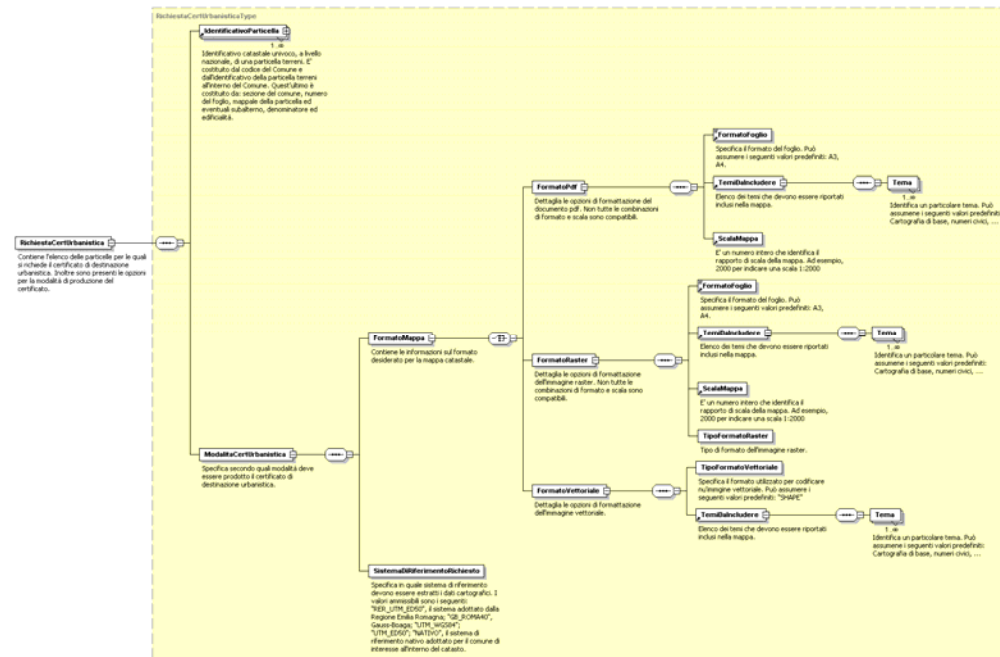 RichiestaCertUrbanisticaType
IdentificativoParticella
1..∞
Identificativo catastale univoco, a livello
nazionale, di una particella terreni. E'
costituito dal codice del Comune e
dall'identificativo della particella terreni
all'interno del Comune. Quest'ultimo è
costituito da: sezione del comune, numero
del foglio, mappale della particella ed
eventuali subalterno, denominatore ed
edificialità.
RichiestaCertUrbanistica
Contiene l'elenco delle particelle per le quali
si richiede il certificato di destinazione
urbanistica. Inoltre sono presenti le opzioni
per la modalità di produzione del
certificato.
ModalitaCertUrbanistica
Specifica secondo quali modalità deve
essere prodotto il certificato di
destinazione urbanistica.
FormatoMappa
Contiene le informazioni sul formato
desiderato per la mappa catastale.
FormatoPdf
Dettaglia le opzioni di formattazione del
documento pdf. Non tutte le combinazioni
di formato e scala sono compatibili.
FormatoFoglio
Specifica il formato del foglio. Può
assumere i seguenti valori predefiniti: A3,
A4.
TemiDaIncludere
Elenco dei temi che devono essere riportati
inclusi nella mappa.
Tema
1..∞
Identifica un particolare tema. Può
assumere i seguenti valori predefiniti:
Cartografia di base, numeri civici, ...
ScalaMappa
E' un numero intero che identifica il
rapporto di scala della mappa. Ad esempio,
2000 per indicare una scala 1:2000
FormatoRaster
Dettaglia le opzioni di formattazione
dell'immagine raster. Non tutte le
combinazioni di formato e scala sono
compatibili.
FormatoFoglio
Specifica il formato del foglio. Può
assumere i seguenti valori predefiniti: A3,
A4.
TemiDaIncludere
Elenco dei temi che devono essere riportati
inclusi nella mappa.
Tema
1..∞
Identifica un particolare tema. Può
assumere i seguenti valori predefiniti:
Cartografia di base, numeri civici, ...
ScalaMappa
E' un numero intero che identifica il
rapporto di scala della mappa. Ad esempio,
2000 per indicare una scala 1:2000
TipoFormatoRaster
Tipo di formato dell'immagine raster.
FormatoVettoriale
Dettaglia le opzioni di formattazione
dell'immagine vettoriale.
TipoFormatoVettoriale
Specifica il formato utilizzato per codificare
nu'immgine vettoriale. Può assumere i
seguenti valori predefiniti: "SHAPE"
TemiDaIncludere
Elenco dei temi che devono essere riportati
inclusi nella mappa.
Tema
1..∞
Identifica un particolare tema. Può
assumere i seguenti valori predefiniti:
Cartografia di base, numeri civici, ...
SistemaDiRiferimentoRichiesto
Specifica in quale sistema di riferimento
devono essere estratti i dati cartografici. I
valori ammissibili sono i seguenti:
"RER_UTM_ED50", il sistema adottato dalla
Regione Emilia Romagna; "GB_ROMA40",
Gauss-Boaga; "UTM_WGS84";
"UTM_ED50"; "NATIVO", il sistema di
riferimento nativo adottato per il comune di
interesse all'interno del catasto.